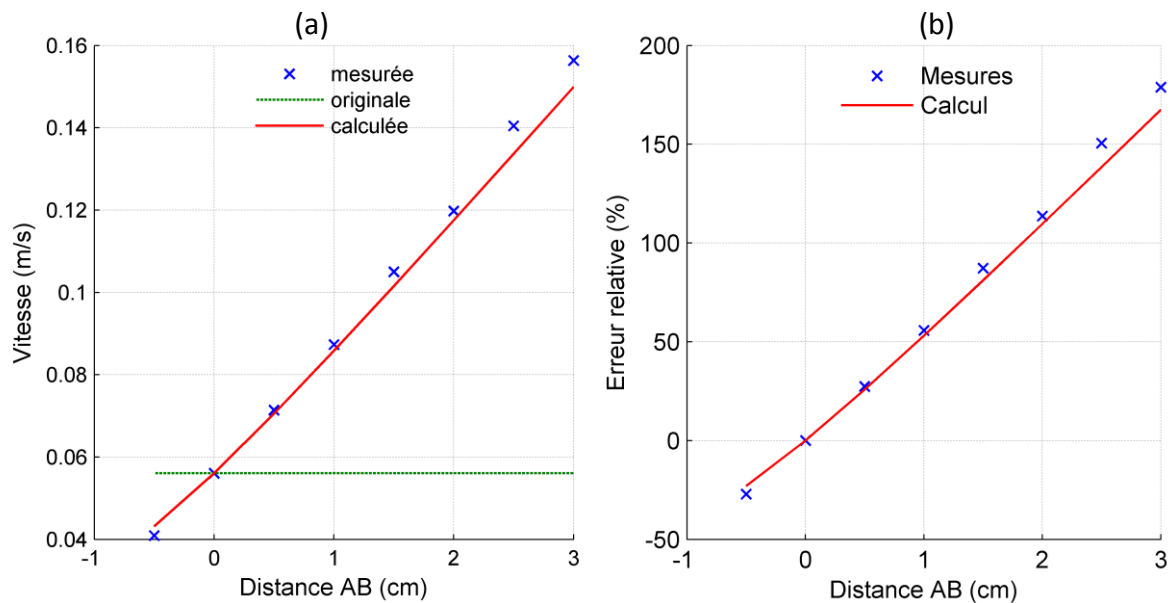 (a)
0.16
0.14
0.12
0.1
0.08
0.06
0.04
-1
0
1
2
3
Vitesse (m/s)
Distance AB (cm)
mesurée
originale
calculée
(b)
200
150
100
50
0
-50
-1
0
1
2
3
Erreur relative (%)
Distance AB (cm)
Mesures
Calcul